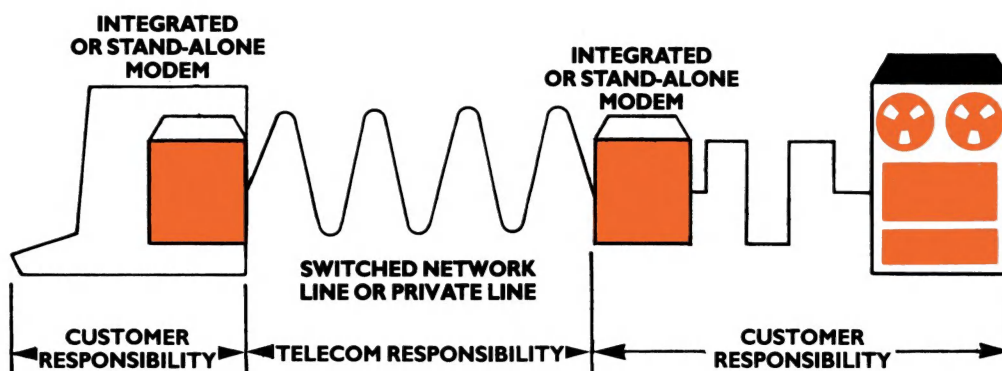 INTEGRATED
OR STAND-ALONE
MODEM
INTEGRATED
OR STAND-ALONE
MODEM
SWITCHED NETWORK
LINE OR PRIVATE LINE
CUSTOMER
RESPONSIBILITY
TELECOM RESPONSIBILITY
CUSTOMER
RESPONSIBILITY